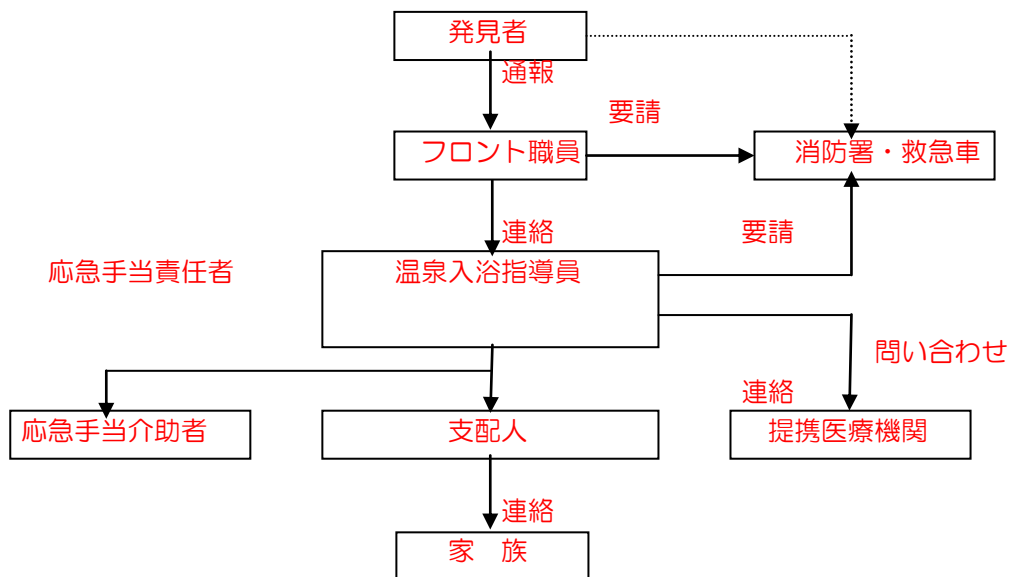 発見者
通報
要請
フロント職員
消防署・救急車
連絡
要請
応急手当責任者
温泉入浴指導員
問い合わせ
連絡
応急手当介助者
支配人
提携医療機関
連絡
家　族